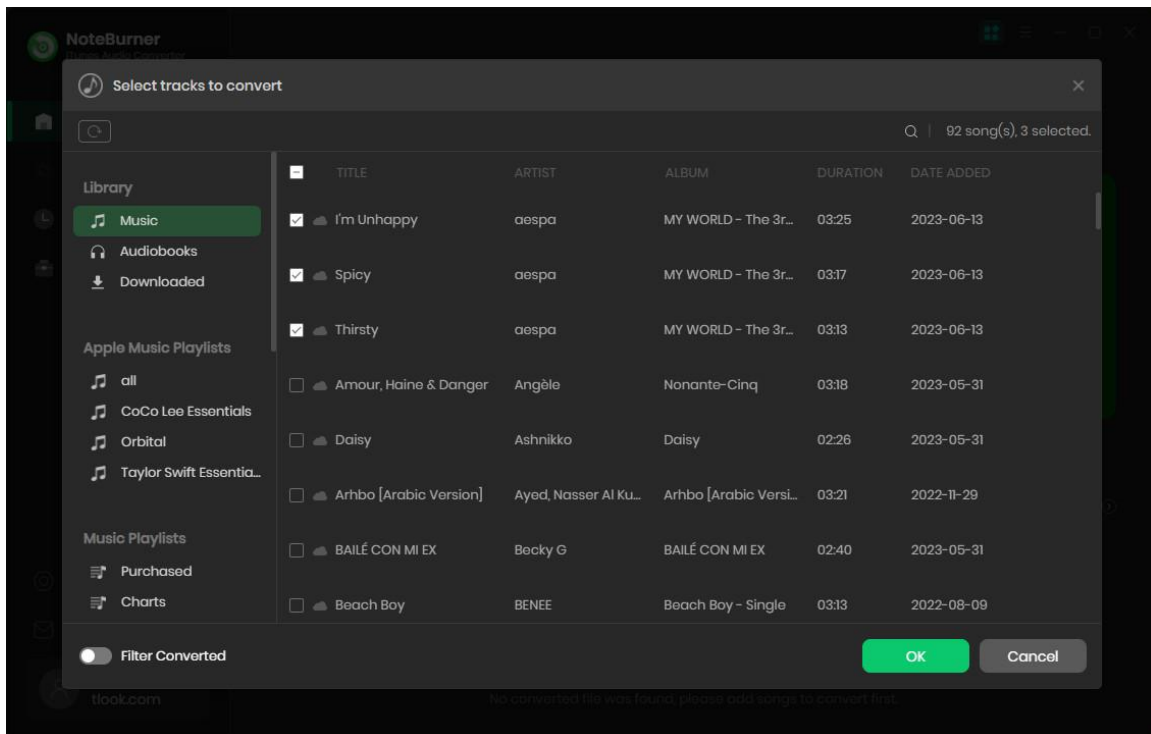 NoteBurner
iTunes Audio Converter
Select tracks to convert
92 song(s), 3 selected.
Library
Music
Audiobooks
Downloaded
Apple Music Playlists
all
CoCo Lee Essentials
Orbital
Taylor Swift Essentia...
Music Playlists
Purchased
Charts
TITLE ARTIST ALBUM DURATION DATE ADDED
I'm Unhappy aespa MY WORLD - The 3r... 03:25 2023-06-13
Spicy aespa MY WORLD - The 3r... 03:17 2023-06-13
Thirsty aespa MY WORLD - The 3r... 03:13 2023-06-13
Amour, Haine & Danger Angèle Nonante-Cinq 03:18 2023-05-31
Daisy Ashnikko Daisy 02:26 2023-05-31
Arhbo [Arabic Version] Ayed, Nasser Al Ku... Arhbo [Arabic Versi... 03:21 2022-11-29
BAILÉ CON MI EX Becky G BAILÉ CON MI EX 02:40 2023-05-31
Beach Boy BENEE Beach Boy - Single 03:13 2022-08-09
Filter Converted
OK
Cancel
tlook.com
No converted file was found, please add songs to convert first.